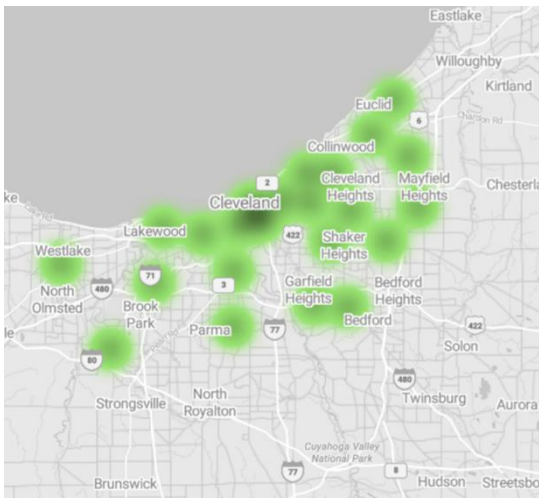 Eastlake
Willoughby
Kirtland
Euclid
6
Chardon Rd
Collinwood
2
Cleveland
Heights
Mayfield
Heights
Chesterla
ke
Cleveland
Lakewood
422
Shaker
Heights
Westlake
71
480
North
Olmsted
3
Garfield
Heights
Bedford
Heights
Brook
Park
Bedford
le
Parma
77
422
Solon
80
480
Strongsville
North
Royalton
Twinsburg
Aurora
Cuyahoga Valley
National Park
77
8
Brunswick
Hudson
Streetsbo